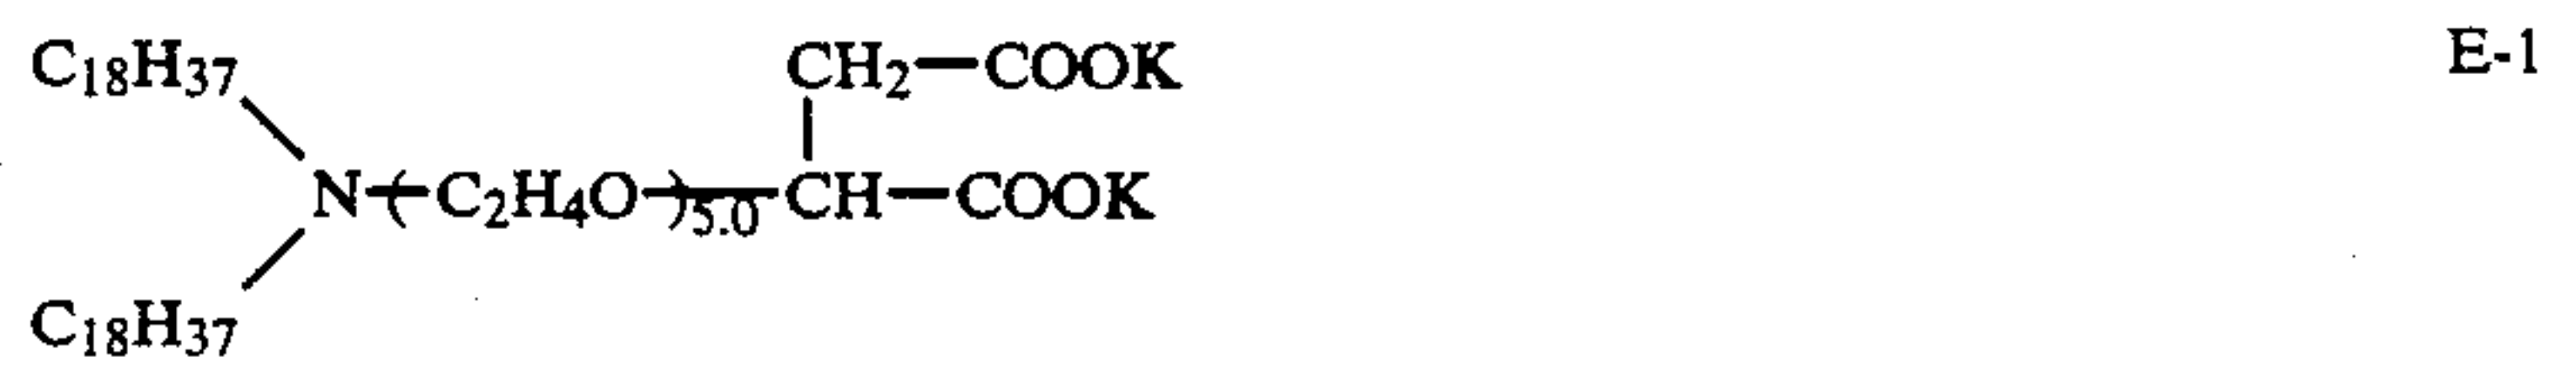 C18H37 CH2—COOK E-1
N-(-C2H4O-)5.0-CH—COOK
C18H37